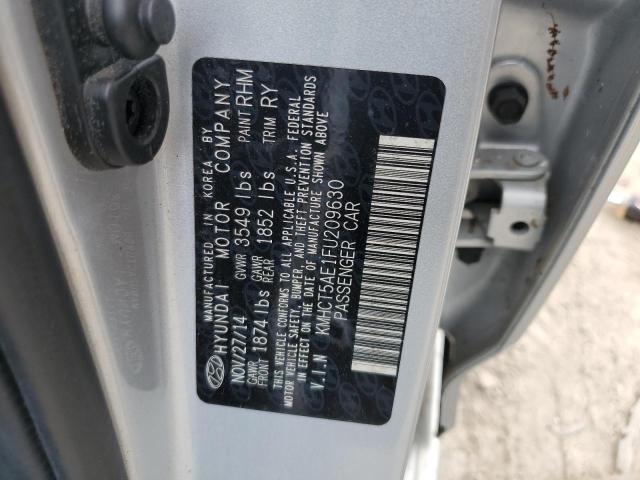 MANUFACTURED IN KOREA BY
HYUNDAI MOTOR COMPANY
NOV/27/14 GVWR 3549 lbs PAINT RHM
GAWR FRONT 1874 lbs GAWR REAR 1852 lbs TRIM RY
THIS VEHICLE CONFORMS TO ALL APPLICABLE U.S.A. FEDERAL
MOTOR VEHICLE SAFETY, BUMPER, AND THEFT PREVENTION STANDARDS
IN EFFECT ON THE DATE OF MANUFACTURE SHOWN ABOVE
V.I.N KMHCT5AE1FU209630
PASSENGER CAR